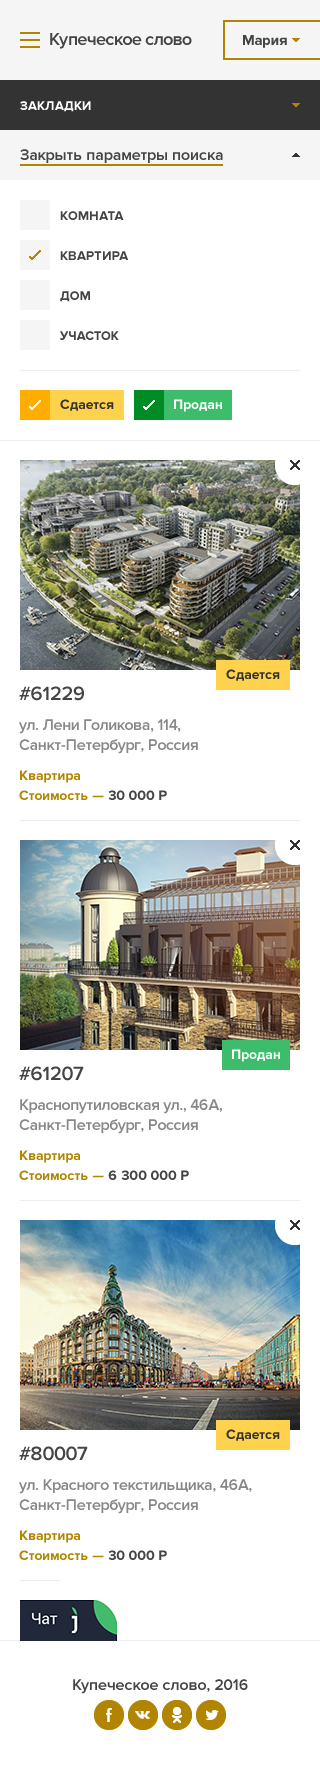 Купеческое слово
Мария
ЗАКЛАДКИ
Закрыть параметры поиска
КОМНАТА
КВАРТИРА
ДОМ
УЧАСТОК
Сдается Продан
Сдается
#61229
ул. Лени Голикова, 114,
Санкт-Петербург, Россия
Квартира
Стоимость — 30 000 Р
Продан
#61207
Краснопутиловская ул., 46А,
Санкт-Петербург, Россия
Квартира
Стоимость — 6 300 000 Р
Сдается
#80007
ул. Красного текстильщика, 46А,
Санкт-Петербург, Россия
Квартира
Стоимость — 30 000 Р
Чат
Купеческое слово, 2016